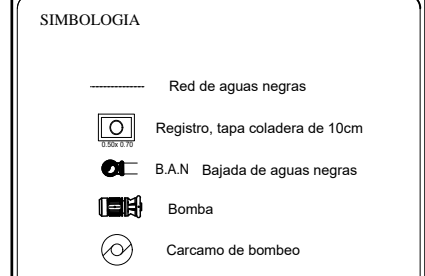 SIMBOLOGIA
Red de aguas negras
Registro, tapa coladera de 10cm
0.50x 0.70
B.A.N Bajada de aguas negras
Bomba
Carcamo de bombeo